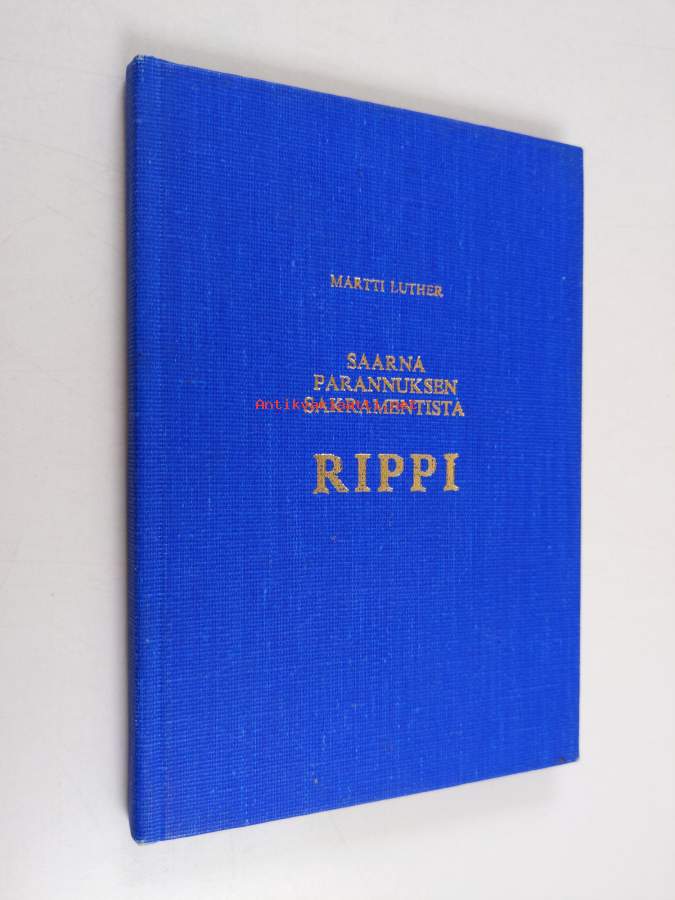 MARTTI LUTHER
SAARNA
PARANNUKSEN
SAKRAMENTISTA
RIPPI